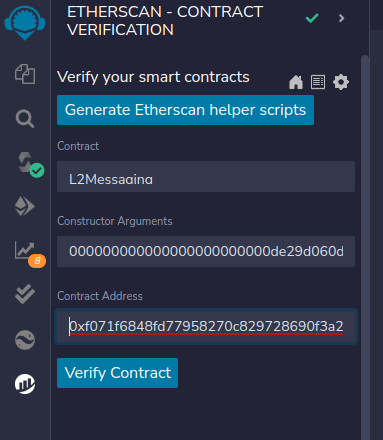 ETHERSCAN - CONTRACT
VERIFICATION
Verify your smart contracts
Generate Etherscan helper scripts
Contract
L2Messaging
Constructor Arguments
000000000000000000000000de29d060d
Contract Address
0xf071f6848fd77958270c829728690f3a2
Verify Contract
8